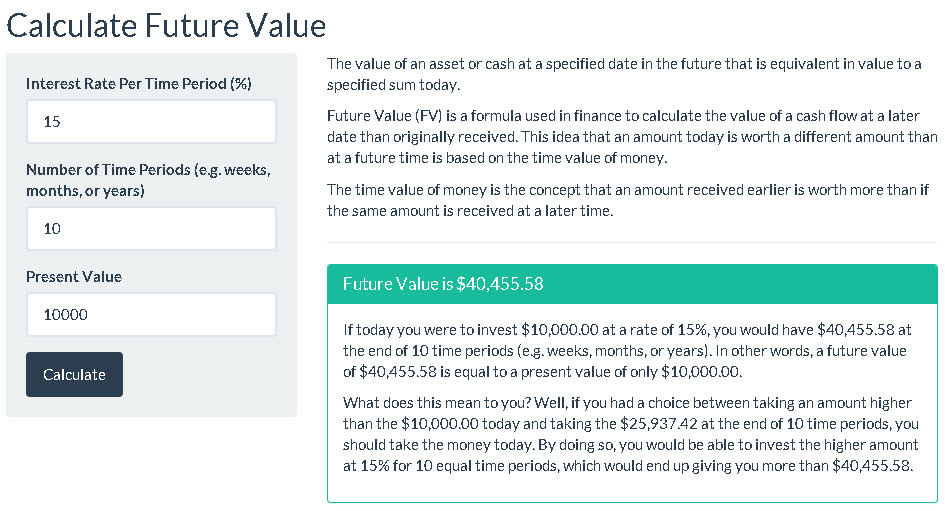 Calculate Future Value
Interest Rate Per Time Period (%)
15
Number of Time Periods (e.g. weeks,
months, or years)
10
Present Value
10000
Calculate
The value of an asset or cash at a specified date in the future that is equivalent in value to a
specified sum today.
Future Value (FV) is a formula used in finance to calculate the value of a cash flow at a later
date than originally received. This idea that an amount today is worth a different amount than
at a future time is based on the time value of money.
The time value of money is the concept that an amount received earlier is worth more than if
the same amount is received at a later time.
Future Value is $40,455.58
If today you were to invest $10,000.00 at a rate of 15%, you would have $40,455.58 at
the end of 10 time periods (e.g. weeks, months, or years). In other words, a future value
of $40,455.58 is equal to a present value of only $10,000.00.
What does this mean to you? Well, if you had a choice between taking an amount higher
than the $10,000.00 today and taking the $25,937.42 at the end of 10 time periods, you
should take the money today. By doing so, you would be able to invest the higher amount
at 15% for 10 equal time periods, which would end up giving you more than $40,455.58.